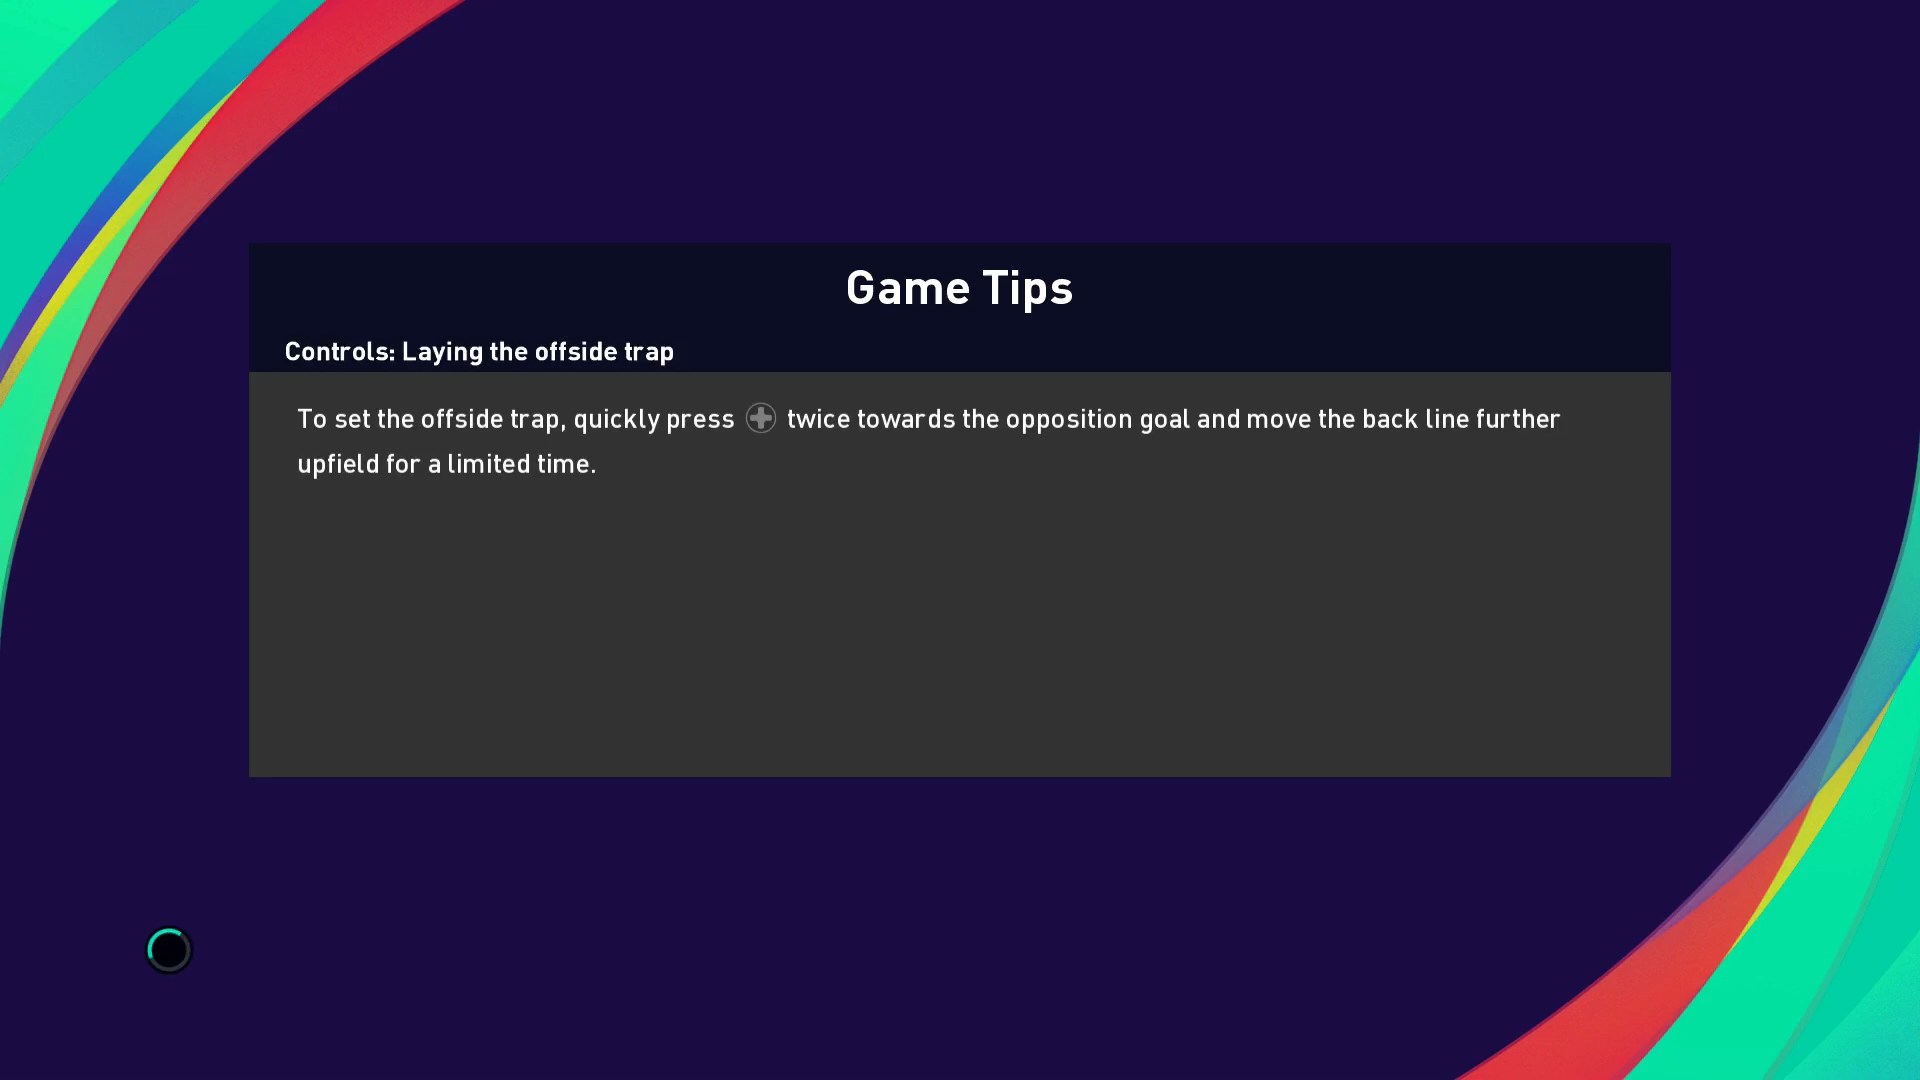 Game Tips
Controls: Laying the offside trap
To set the offside trap, quickly press twice towards the opposition goal and move the back line further
upfield for a limited time.